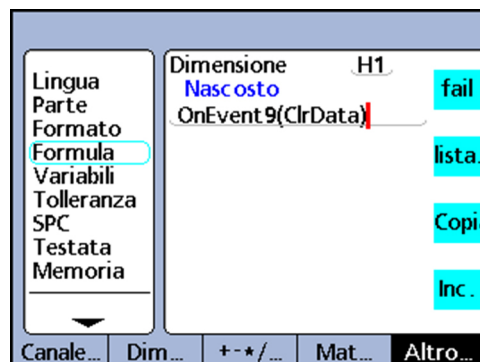 Lingua
Parte
Formato
Formula
Variabili
Tolleranza
SPC
Testata
Memoria
Dimensione H1
Nascosto
OnEvent9(ClrData)
fail
lista.
Copi
Inc.
Canale... Dim... +-*/... Mat... Altro...